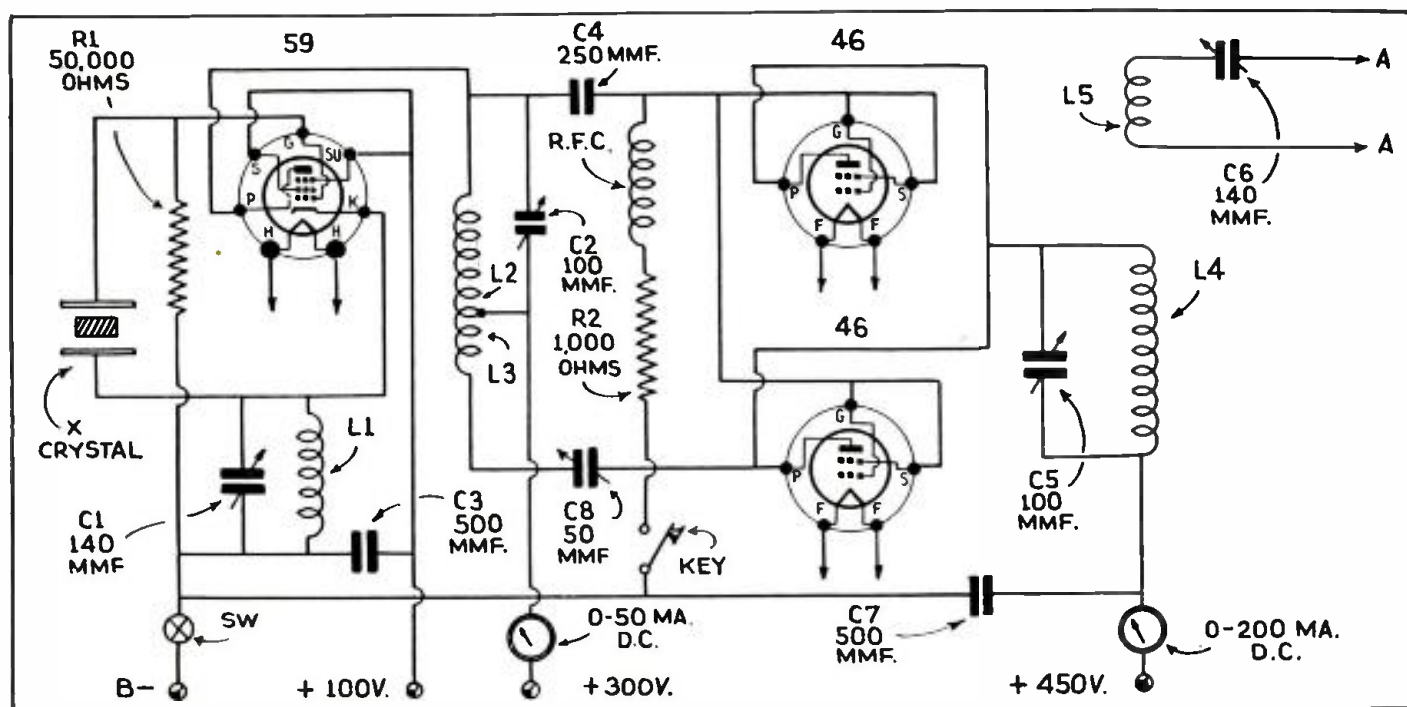 R1
50,000
OHMS
59
C4
250 MMF.
46
A
L5
A
C6
140
MMF.
G
S
SU
P
K
H
H
R.F.C.
G
P
S
F
F
C2
100
MMF.
L2
L3
R2
1,000
OHMS
46
L4
X
CRYSTAL
L1
C1
140
MMF
C3
500
MMF.
C8
50
MMF
KEY
G
P
S
F
F
C5
100
MMF.
SW
0-50 MA.
D.C.
C7
500
MMF.
0-200 MA.
D.C.
B-
+ 100V.
+300V.
+ 450V.